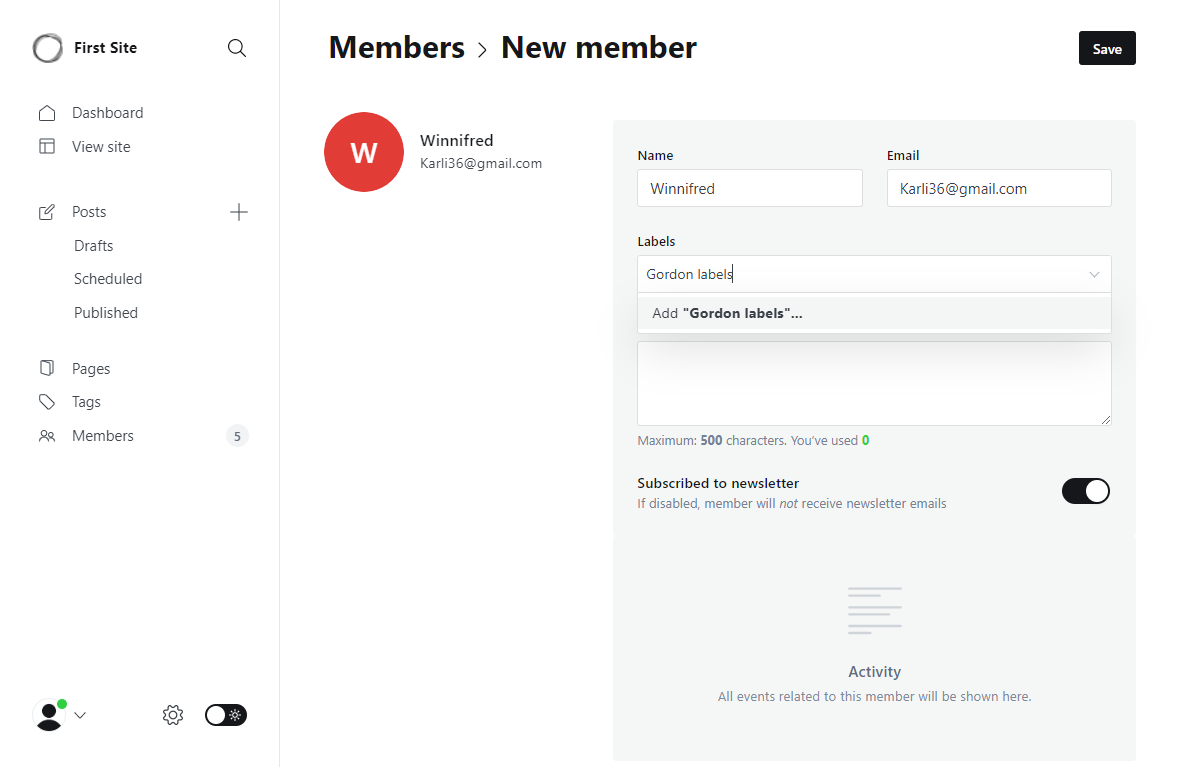 First Site
Dashboard
View site
Posts
Drafts
Scheduled
Published
Pages
Tags
Members
5
Members > New member
Save
W
Winnifred
Karli36@gmail.com
Name
Email
Winnifred
Karli36@gmail.com
Labels
Gordon labels
Add "Gordon labels"...
Maximum: 500 characters. You've used 0
Subscribed to newsletter
If disabled, member will not receive newsletter emails
Activity
All events related to this member will be shown here.